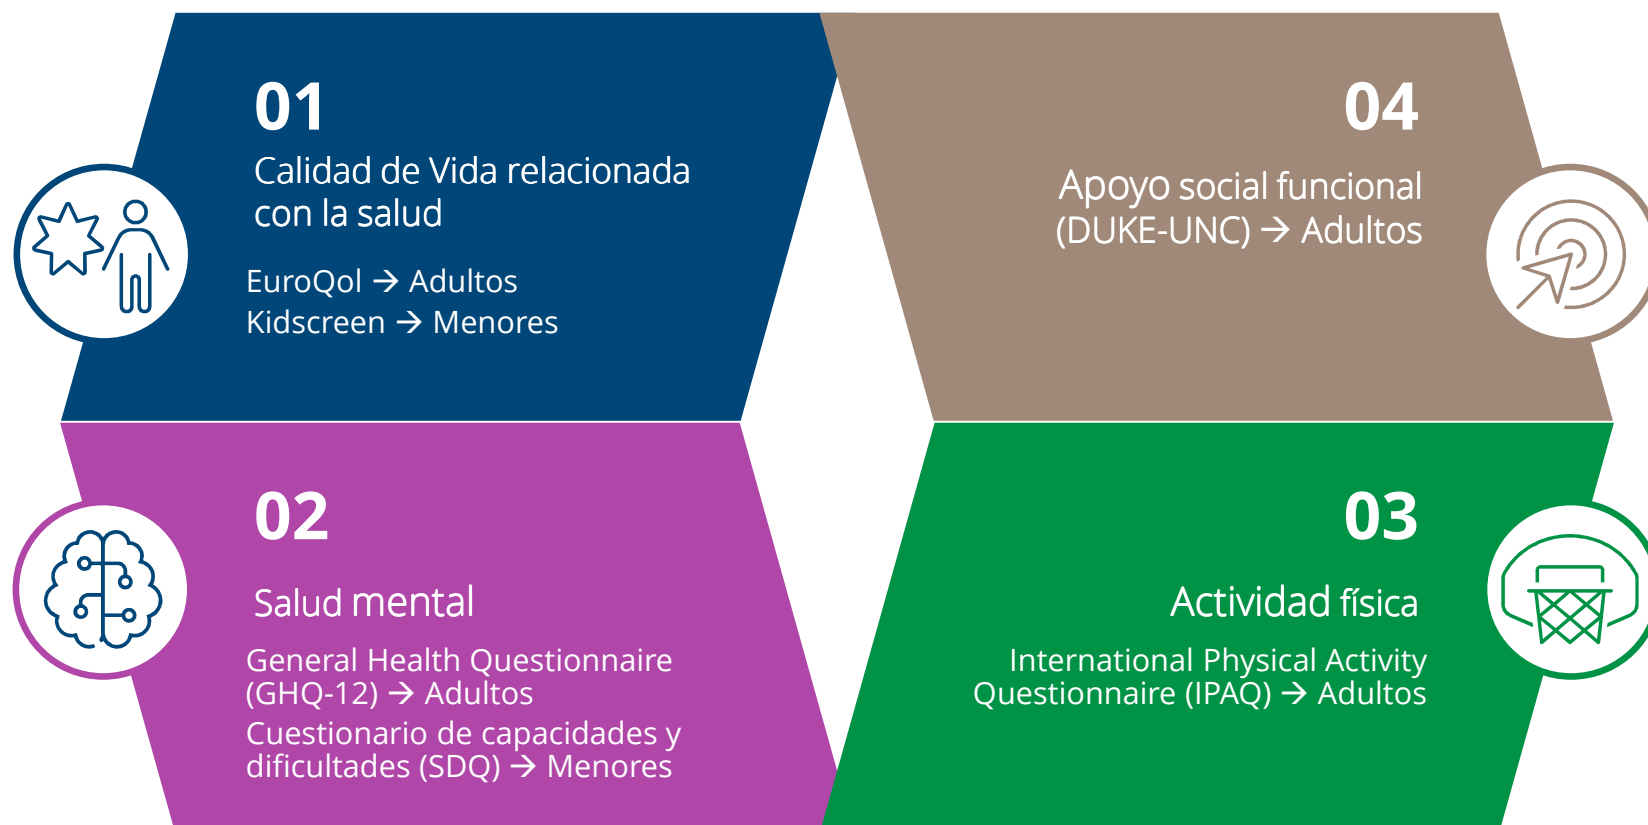 01
Calidad de Vida relacionada
con la salud
EuroQol → Adultos
Kidscreen → Menores
04
Apoyo social funcional
(DUKE-UNC) → Adultos
02
Salud mental
General Health Questionnaire
(GHQ-12) → Adultos
Cuestionario de capacidades y
dificultades (SDQ) → Menores
03
Actividad física
International Physical Activity
Questionnaire (IPAQ) → Adultos